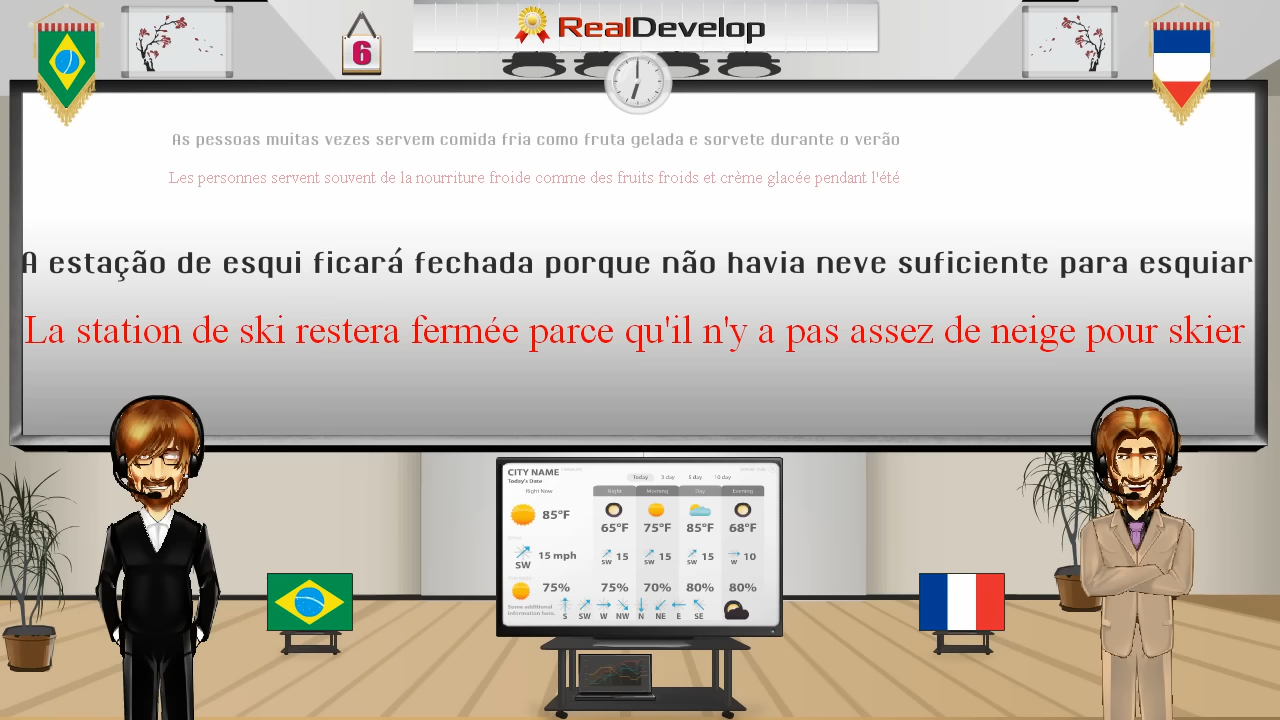 RealDevelop
6
As pessoas muitas vezes servem comida fria como fruta gelada e sorvete durante o verão
Les personnes servent souvent de la nourriture froide comme des fruits froids et crème glacée pendant l'été
A estação de esqui ficará fechada porque não havia neve suficiente para esquiar
La station de ski restera fermée parce qu'il n'y a pas assez de neige pour skier
CITY NAME
Today's Date
Today 3 day 5 day 10 day
Right Now
Night Morning Day Evening
85°F
65°F 75°F 85°F 68°F
15 mph
SW
15 15 15 10
SW SW SW W
75%
75% 70% 80% 80%
Some additional
information here.
S SW W NW N NE E SE